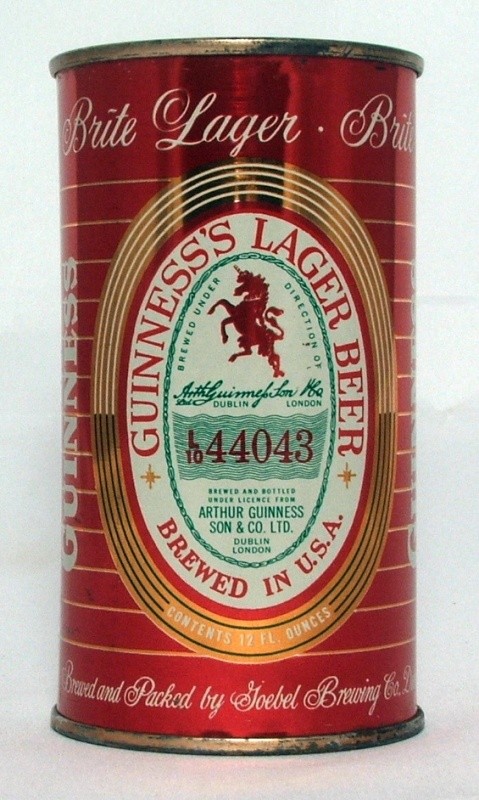 Brite Lager · Brite
GUINNESS
GUINNESS'S LAGER BEER
BREWED UNDER DIRECTION OF
Arth Guinness Son & Co
Ltd.
DUBLIN LONDON
L/10 44043
BREWED AND BOTTLED
UNDER LICENCE FROM
ARTHUR GUINNESS
SON & CO. LTD.
DUBLIN
LONDON
BREWED IN U.S.A.
CONTENTS 12 FL. OUNCES
Brewed and Packed by Goebel Brewing Co.